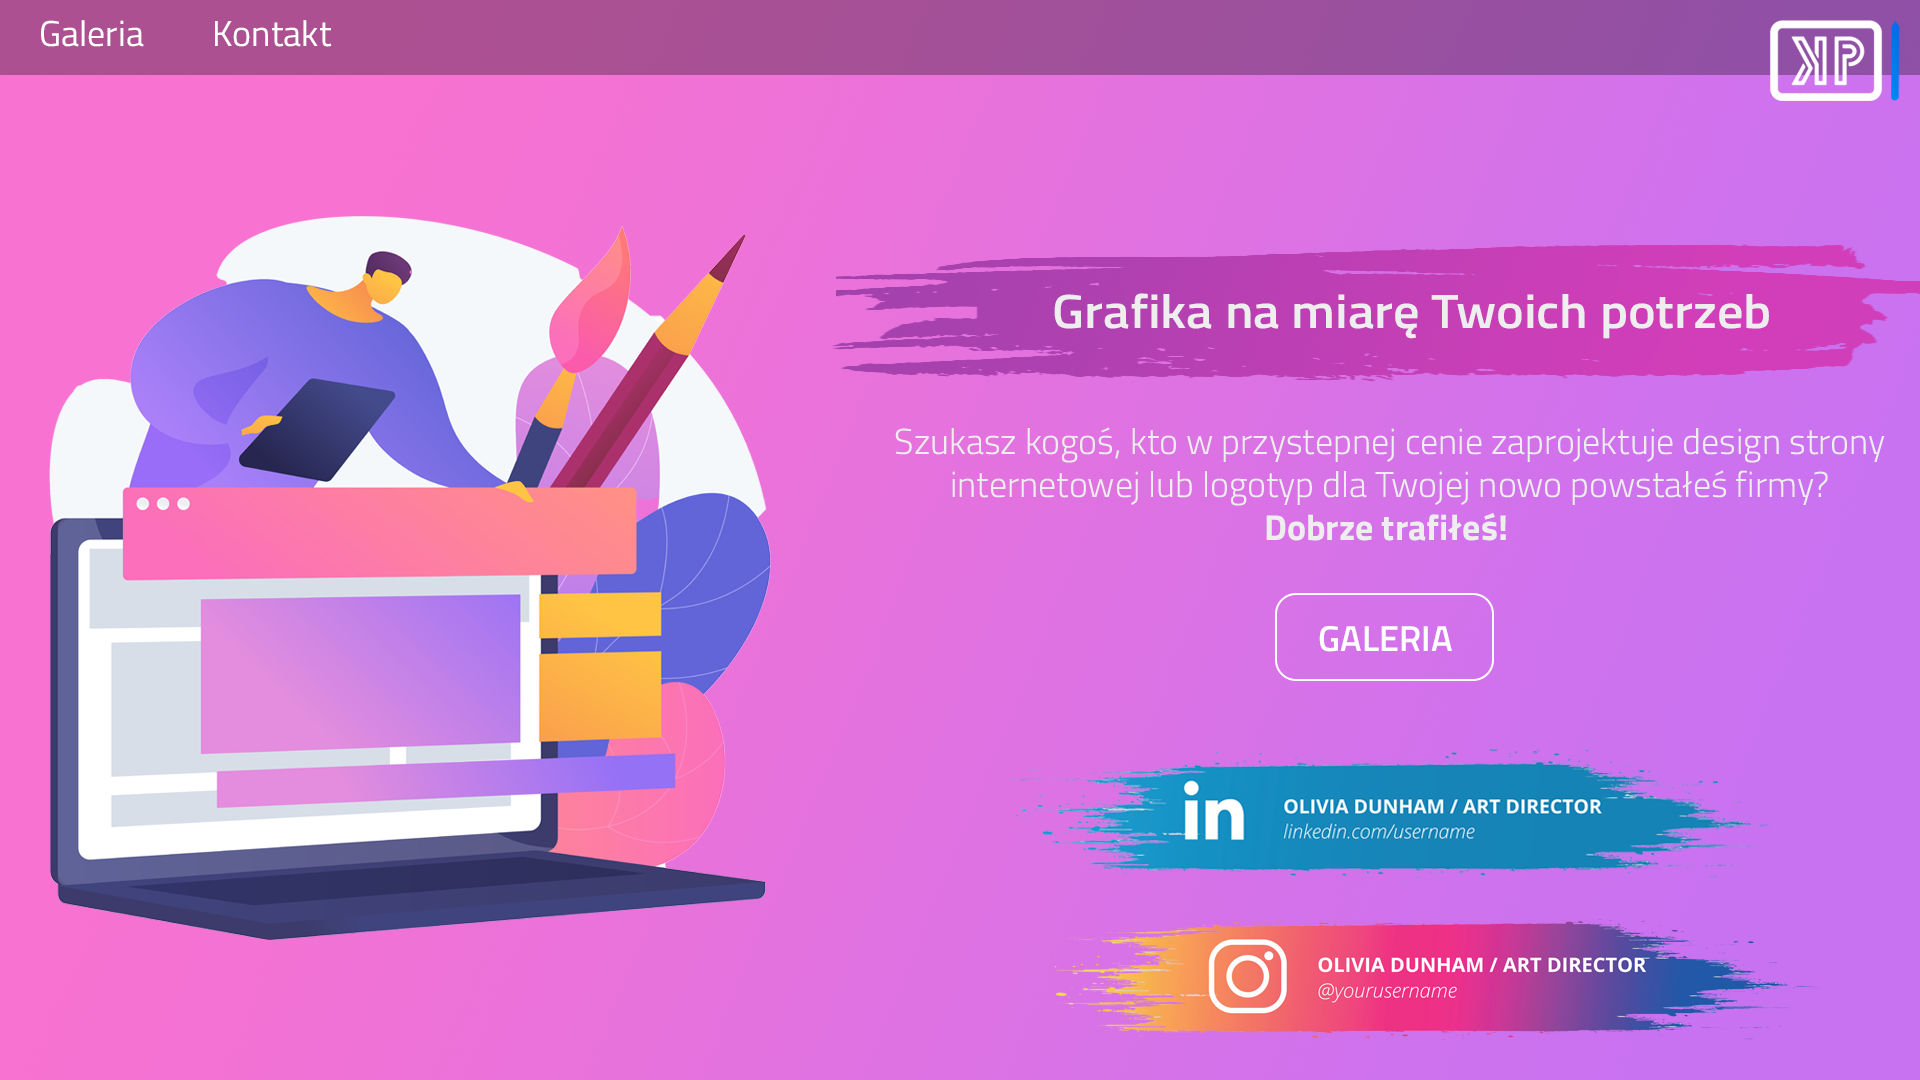 Galeria Kontakt
KP
Grafika na miarę Twoich potrzeb
Szukasz kogoś, kto w przystepnej cenie zaprojektuje design strony
internetowej lub logotyp dla Twojej nowo powstałeś firmy?
Dobrze trafiłeś!
GALERIA
in
OLIVIA DUNHAM / ART DIRECTOR
linkedin.com/username
OLIVIA DUNHAM / ART DIRECTOR
@yourusername